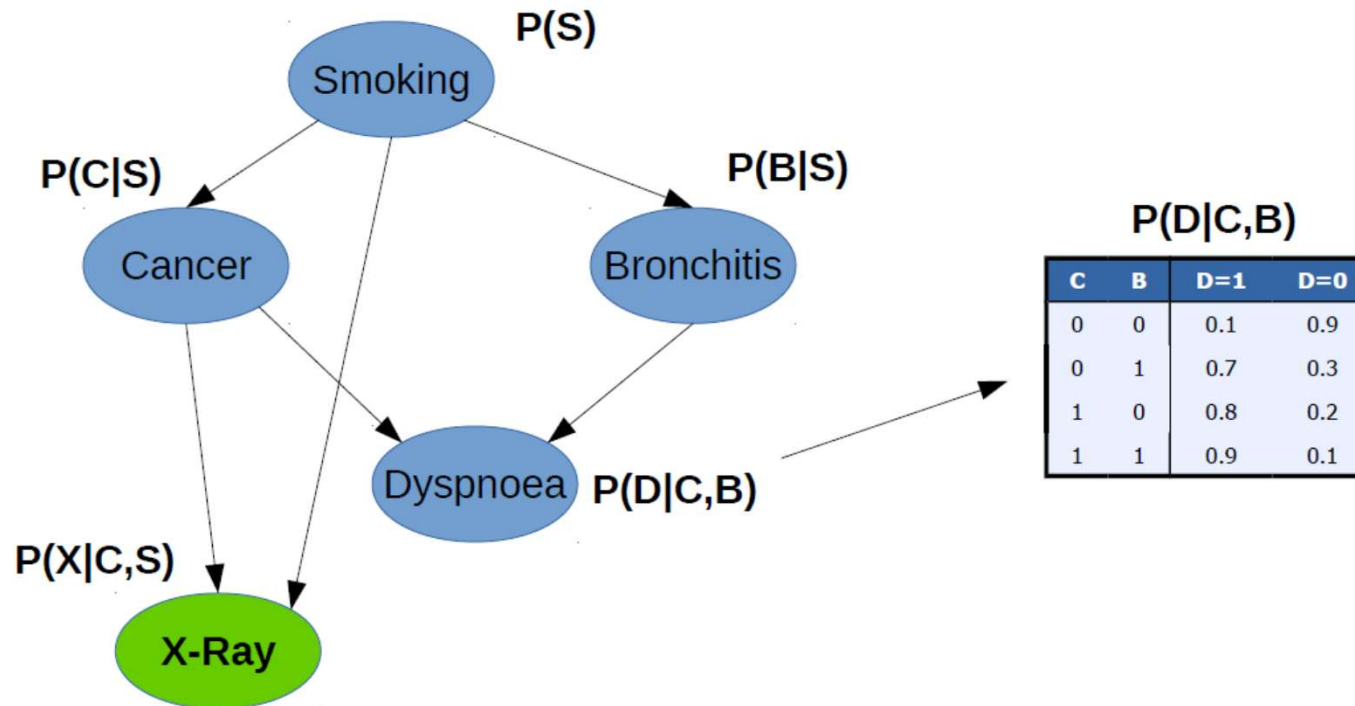 P(S)
Smoking
P(C|S)
P(B|S)
Cancer
Bronchitis
P(D|C,B)
C B D=1 D=0
0 0 0.1 0.9
0 1 0.7 0.3
1 0 0.8 0.2
1 1 0.9 0.1
Dyspnoea
P(D|C,B)
P(X|C,S)
X-Ray